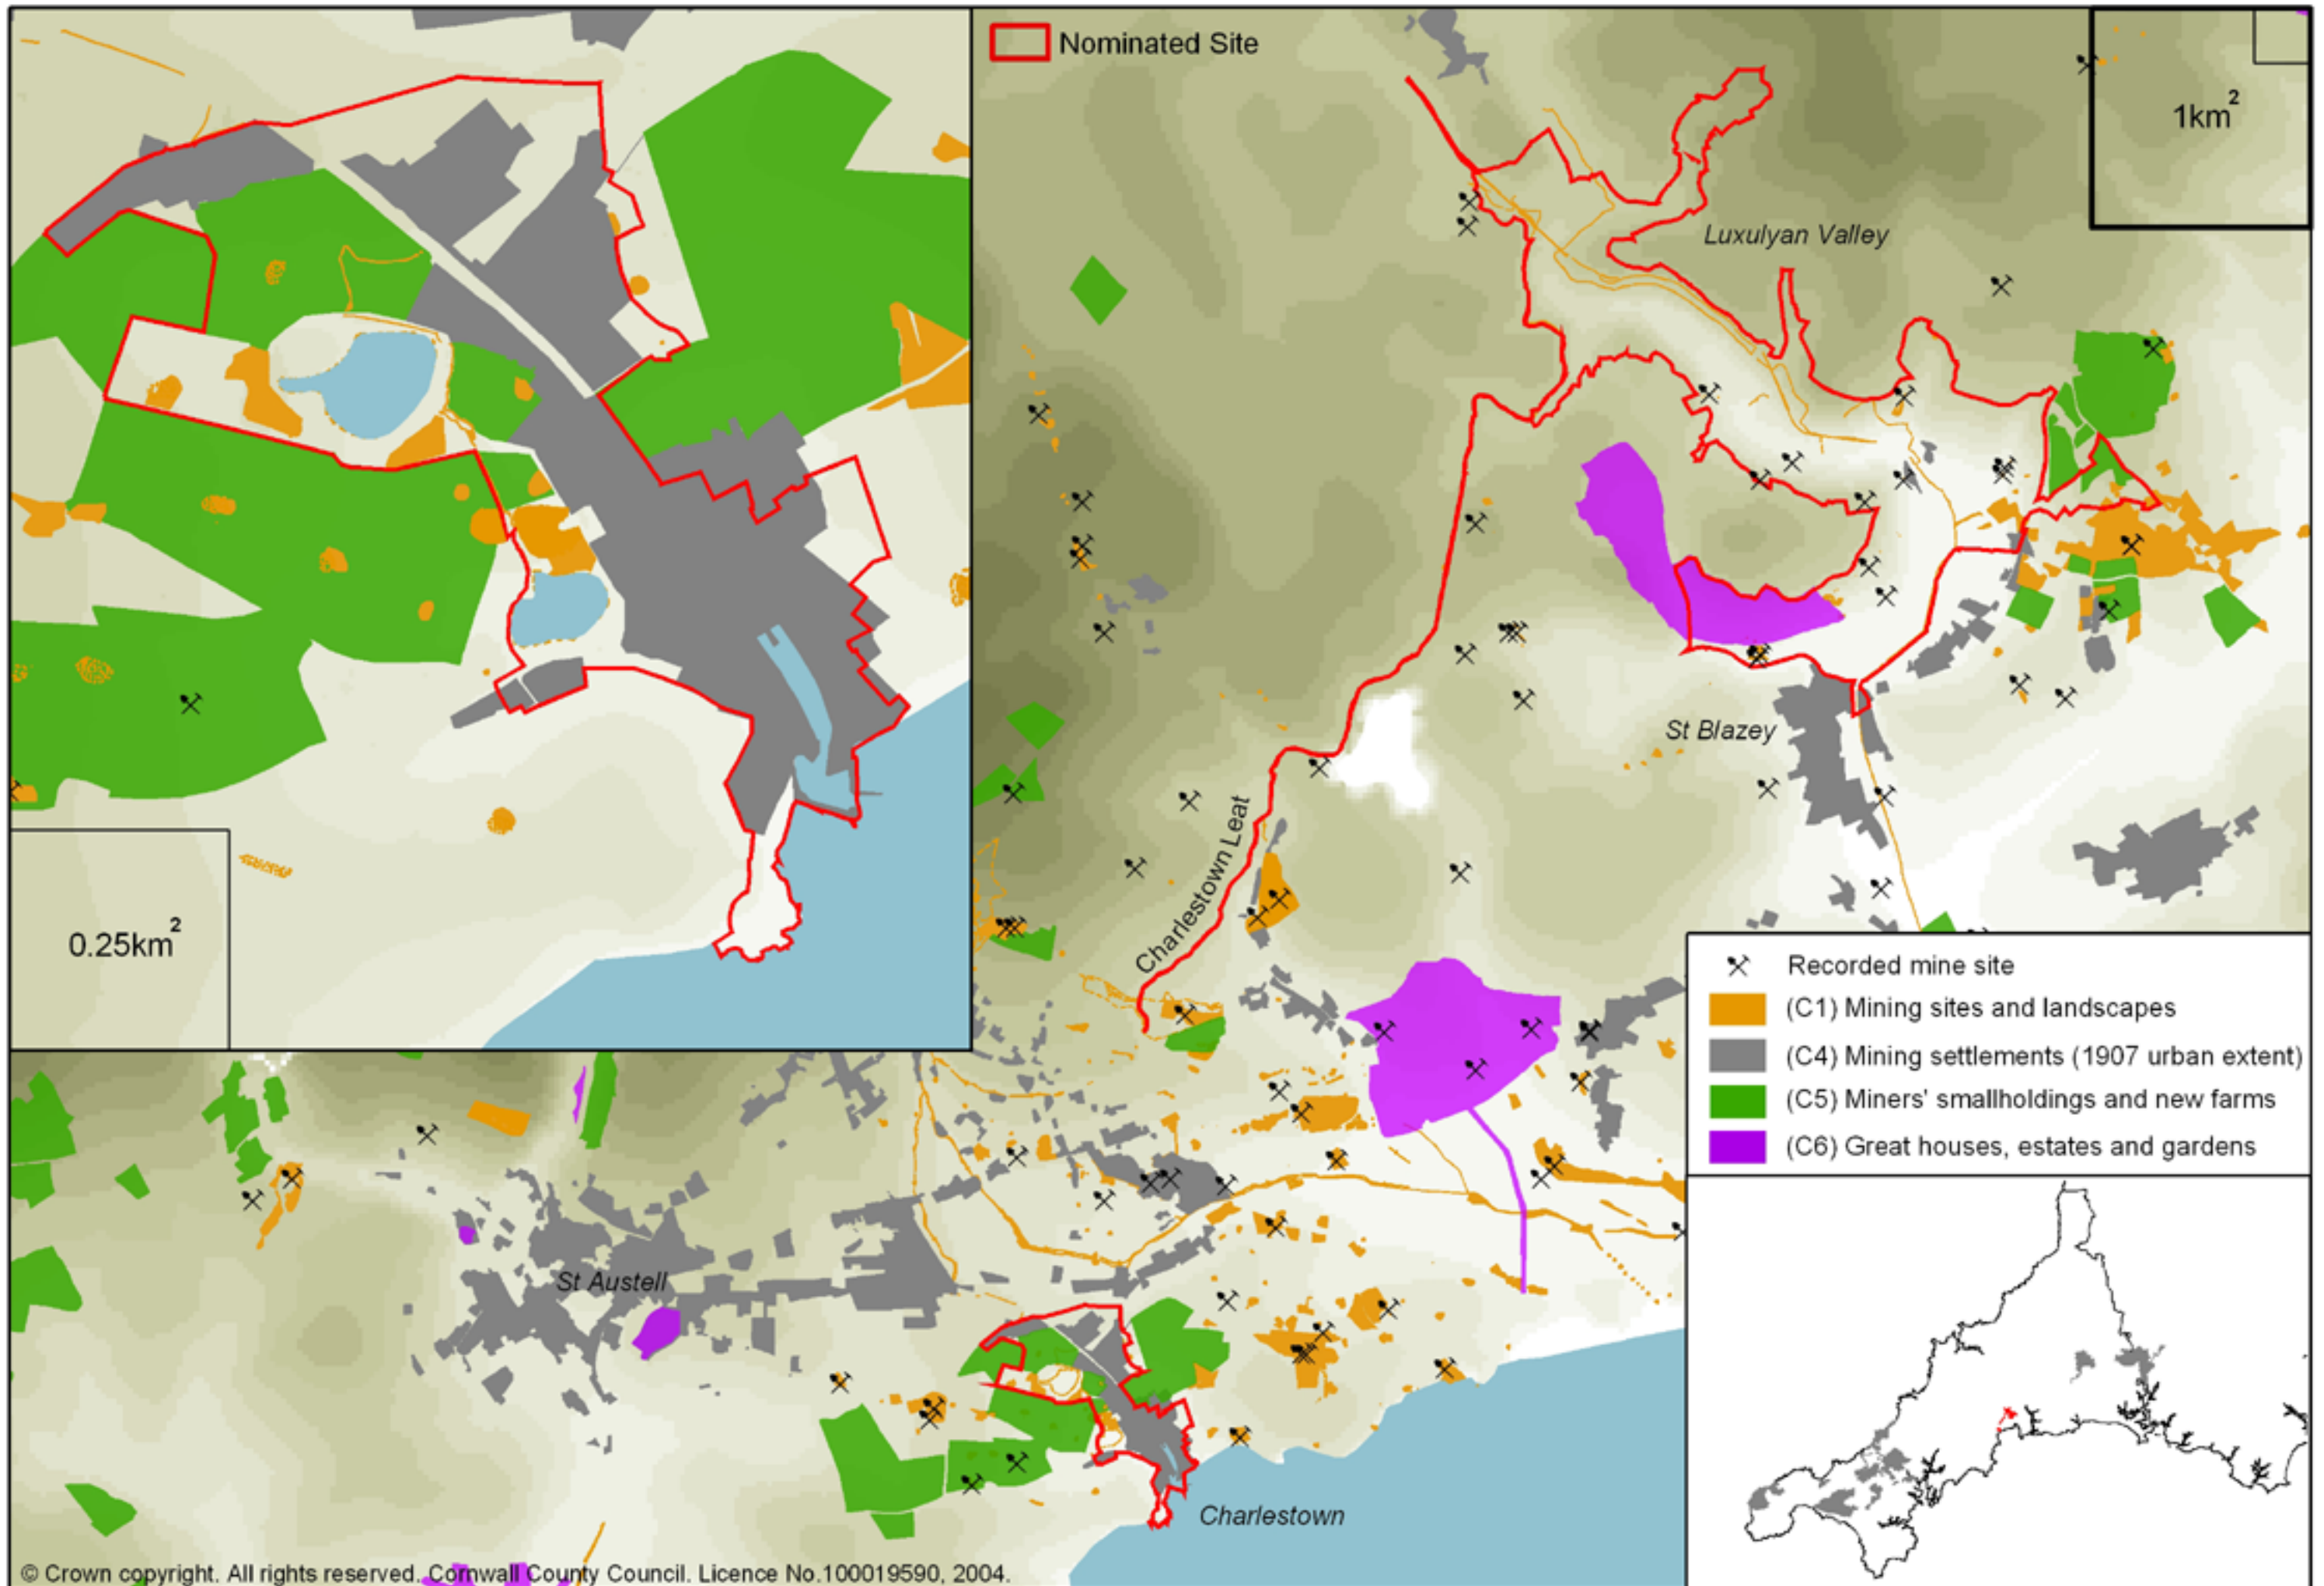 Nominated Site
1km²
Luxulyan Valley
St Blazey
Charlestown Leat
0.25km²
Recorded mine site
(C1) Mining sites and landscapes
(C4) Mining settlements (1907 urban extent)
(C5) Miners' smallholdings and new farms
(C6) Great houses, estates and gardens
St Austell
Charlestown
© Crown copyright. All rights reserved. Cornwall County Council. Licence No.100019590, 2004.